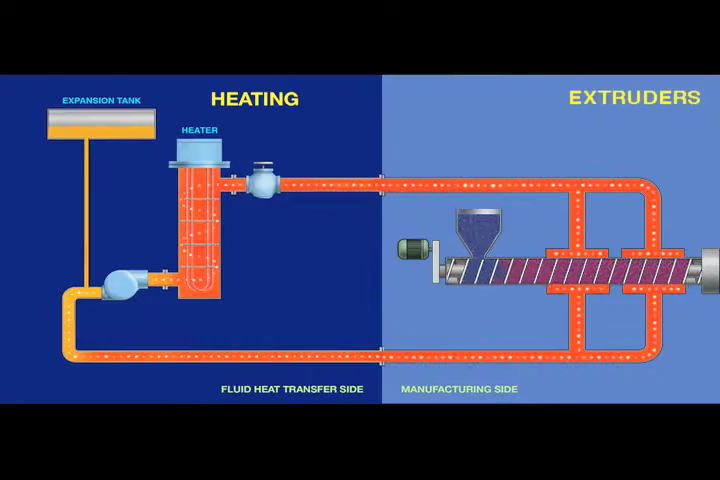 HEATING
EXTRUDERS
EXPANSION TANK
HEATER
FLUID HEAT TRANSFER SIDE
MANUFACTURING SIDE